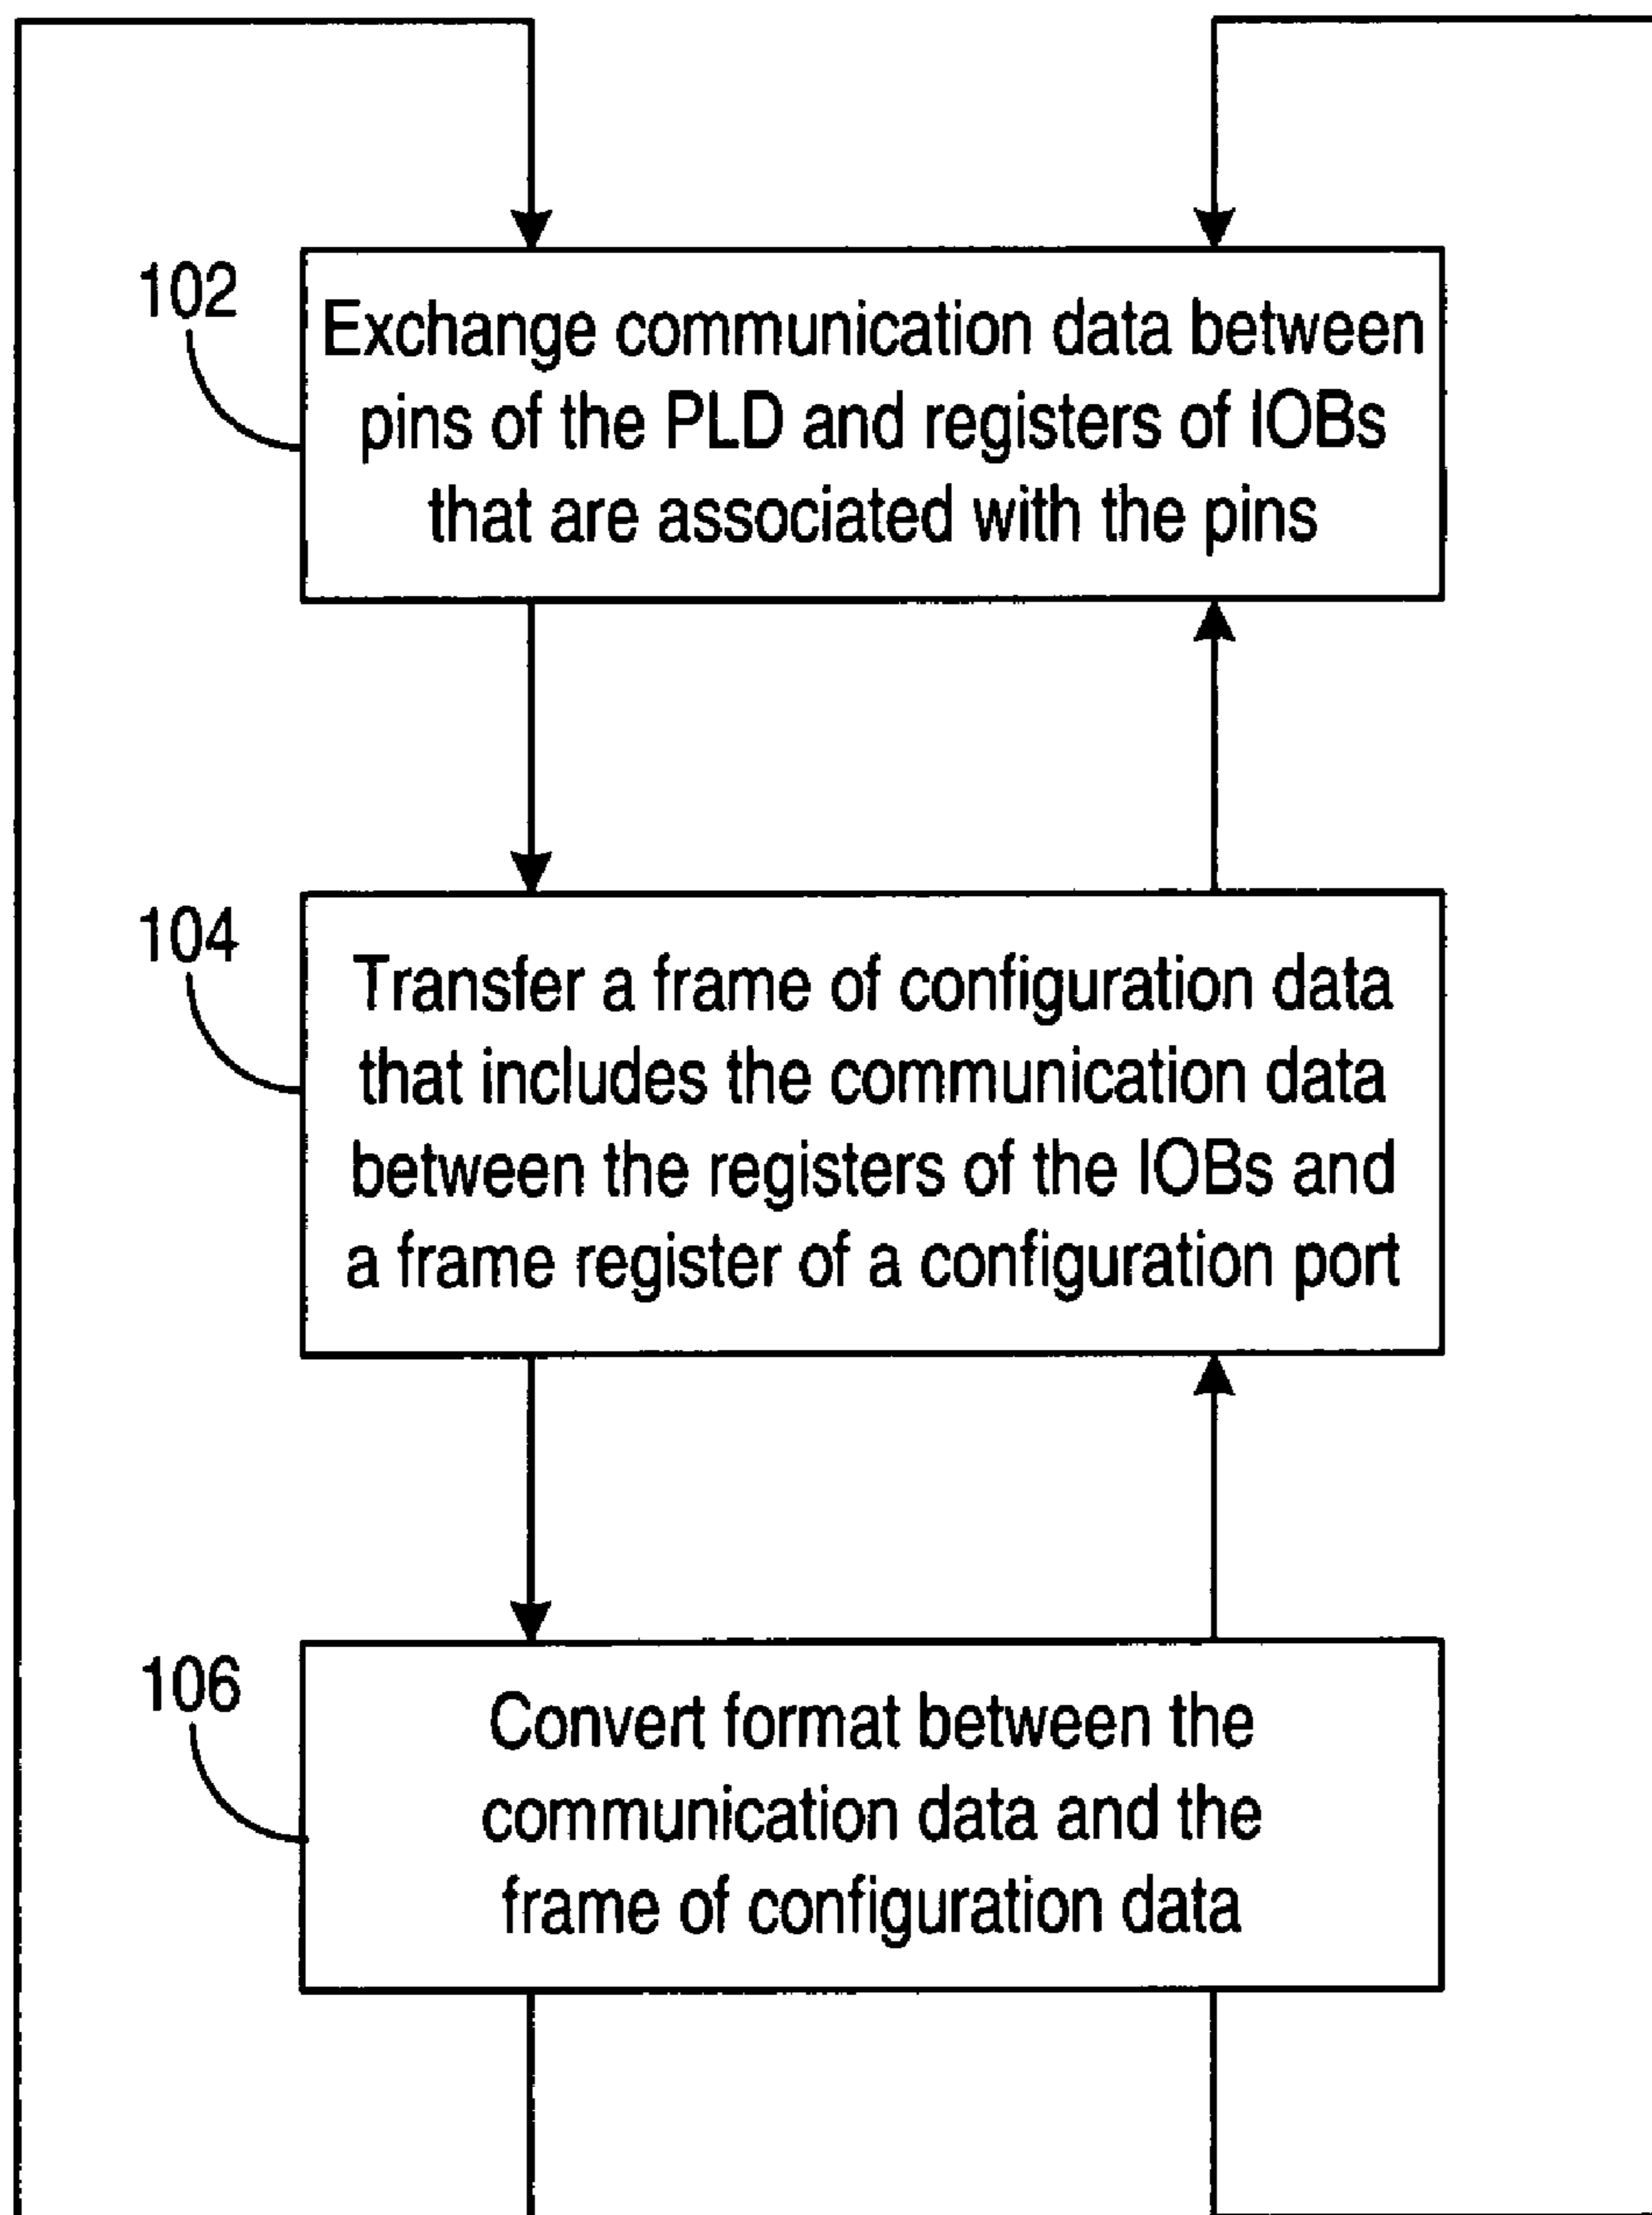 102
Exchange communication data between
pins of the PLD and registers of IOBs
that are associated with the pins
104
Transfer a frame of configuration data
that includes the communication data
between the registers of the IOBs and
a frame register of a configuration port
106
Convert format between the
communication data and the
frame of configuration data